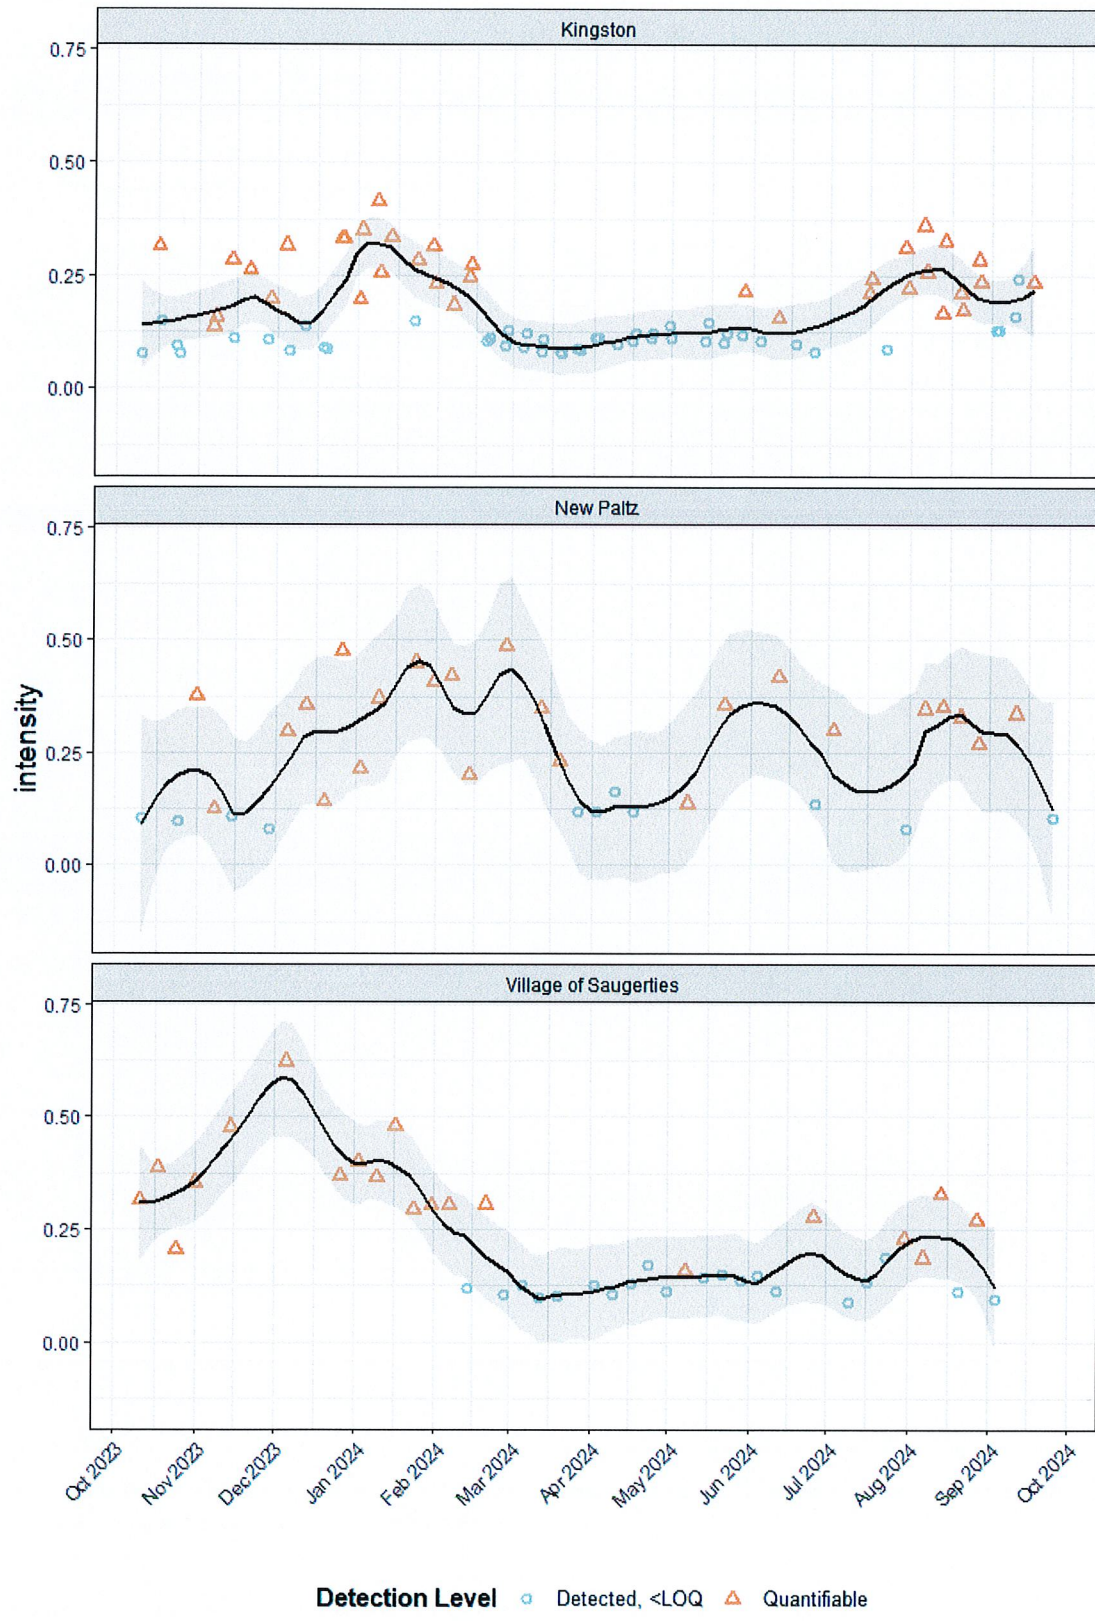 Kingston
0.75
0.50
0.25
0.00
New Paltz
0.75
0.50
0.25
0.00
intensity
Village of Saugerties
0.75
0.50
0.25
0.00
Oct 2023
Nov 2023
Dec 2023
Jan 2024
Feb 2024
Mar 2024
Apr 2024
May 2024
Jun 2024
Jul 2024
Aug 2024
Sep 2024
Oct 2024
Detection Level Detected, <LOQ Quantifiable